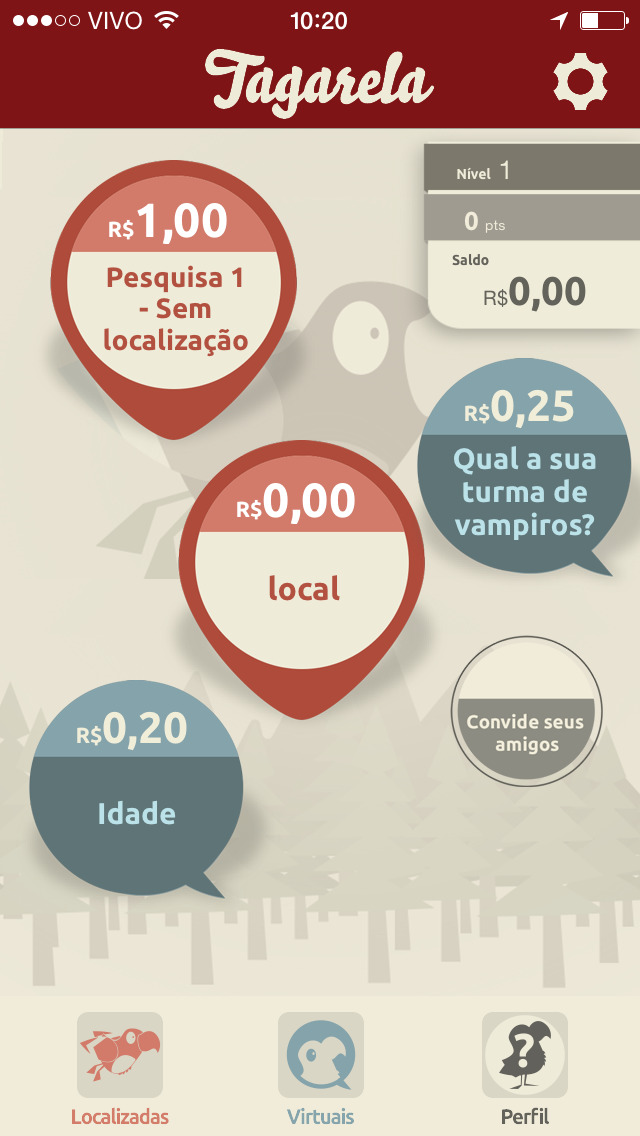 VIVO 10:20
Tagarela
Nível 1
0 pts
Saldo
R$0,00
R$1,00
Pesquisa 1
- Sem
localização
R$0,25
Qual a sua
turma de
vampiros?
R$0,00
local
Convide seus
amigos
R$0,20
Idade
?
Localizadas
Virtuais
Perfil